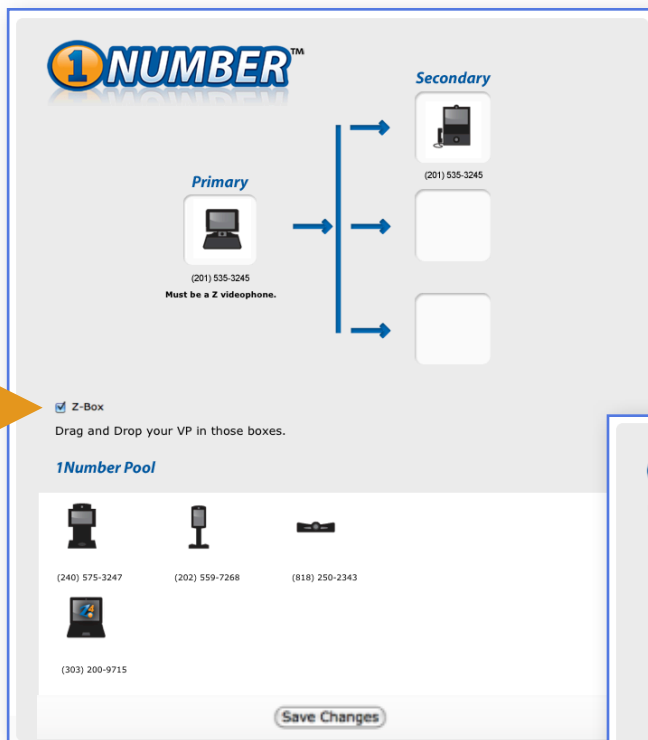 1NUMBER™
Secondary
(201) 535-3245
Primary
(201) 535-3245
Must be a Z videophone.
Z-Box
Drag and Drop your VP in those boxes.
1Number Pool
(240) 575-3247 (202) 559-7268 (818) 250-2343
(303) 200-9715
Save Changes